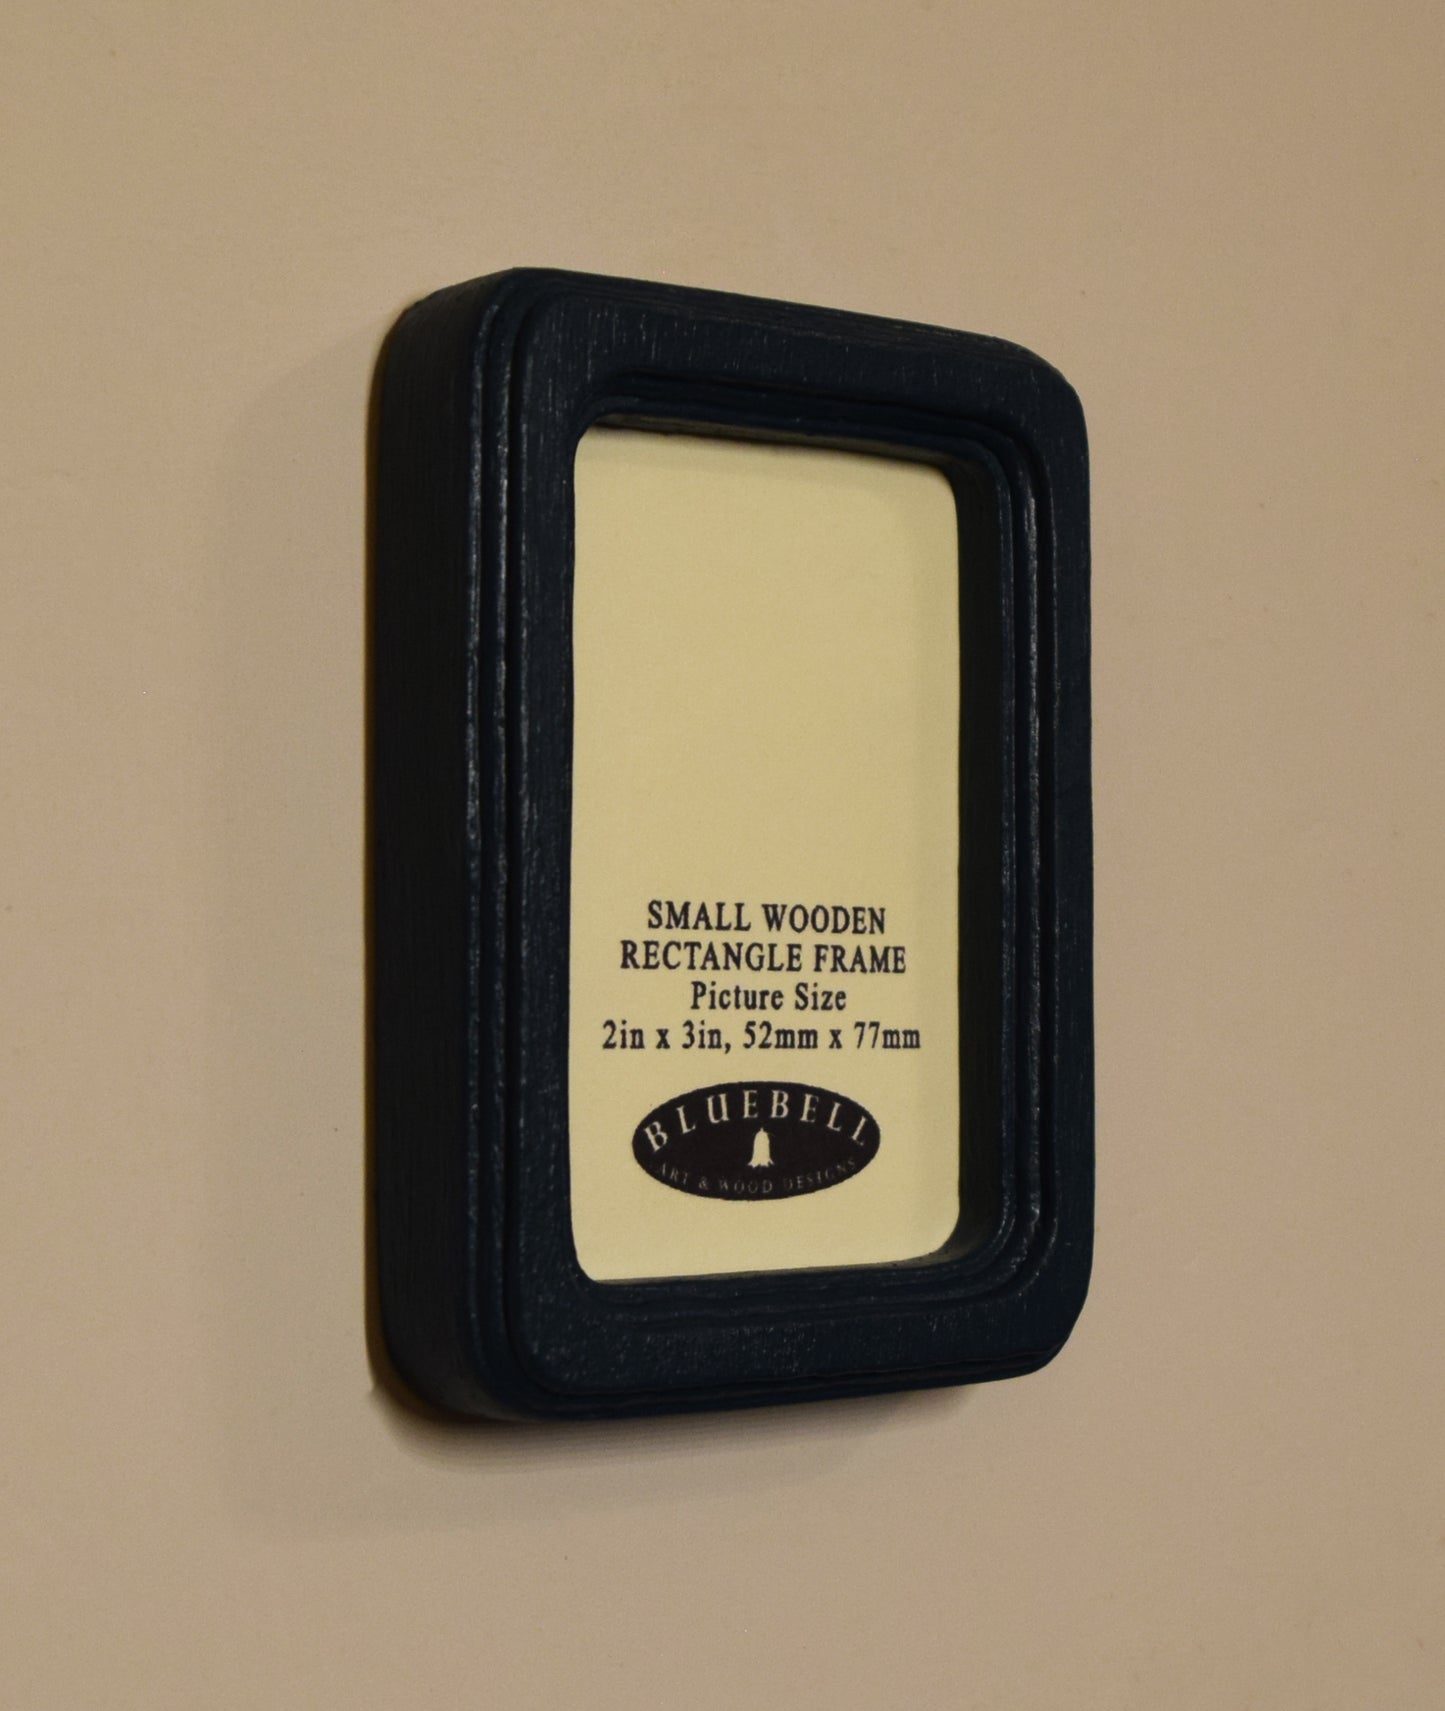 SMALL WOODEN
RECTANGLE FRAME
Picture Size
2in x 3in, 52mm x 77mm
BLUEBELL
ART & WOOD DESIGNS